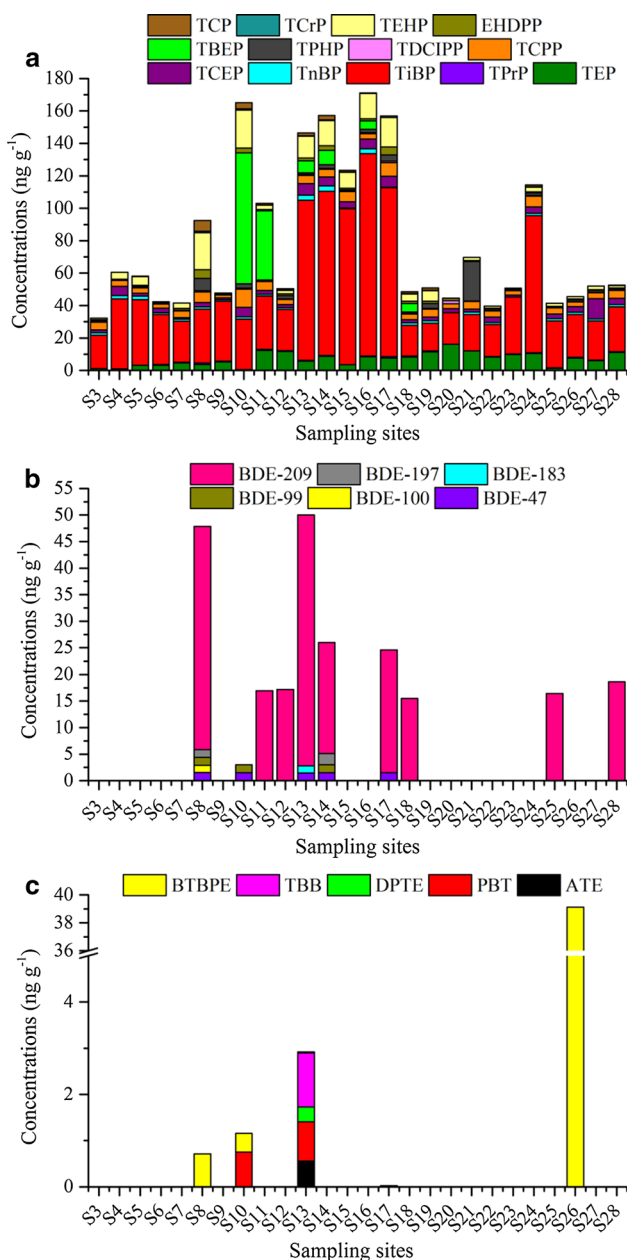 TCP TCrP TEHP EHDPP
TBEP TPHP TDCIPP TCPP
TCEP TnBP TiBP TPrP TEP
a
180
160
140
120
100
80
60
40
20
0
Concentrations (ng g⁻¹)
S3 S4 S5 S6 S7 S8 S9 S10 S11 S12 S13 S14 S15 S16 S17 S18 S19 S20 S21 S22 S23 S24 S25 S26 S27 S28
Sampling sites
b
BDE-209 BDE-197 BDE-183
BDE-99 BDE-100 BDE-47
55
50
45
40
35
30
25
20
15
10
5
0
Concentrations (ng g⁻¹)
S3 S4 S5 S6 S7 S8 S9 S10 S11 S12 S13 S14 S15 S16 S17 S18 S19 S20 S21 S22 S23 S24 S25 S26 S27 S28
Sampling sites
c
BTBPE TBB DPTE PBT ATE
40
38
36
4
2
0
Concentrations (ng g⁻¹)
S3 S4 S5 S6 S7 S8 S9 S10 S11 S12 S13 S14 S15 S16 S17 S18 S19 S20 S21 S22 S23 S24 S25 S26 S27 S28
Sampling sites